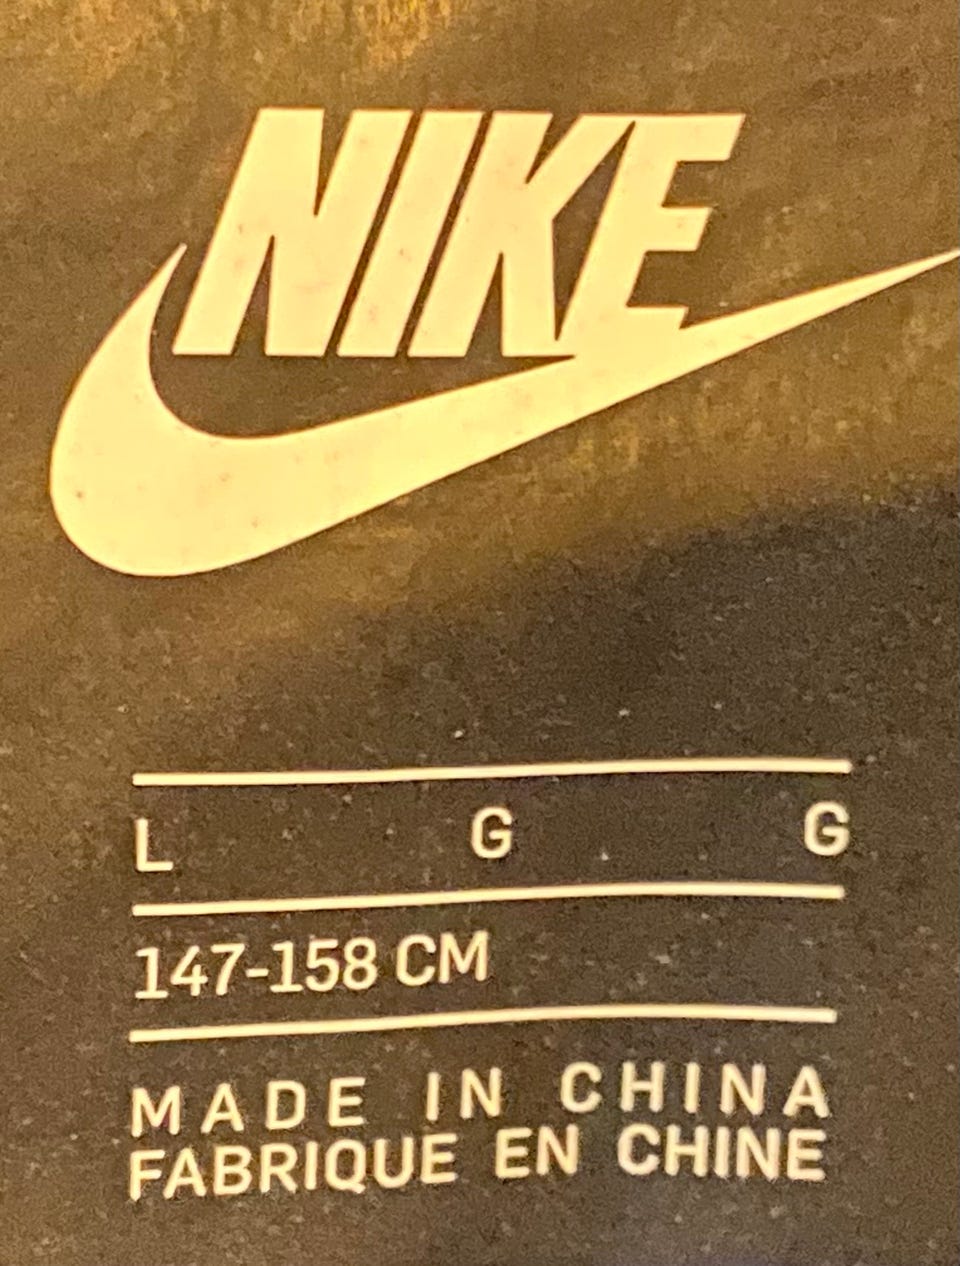 NIKE
L G G
147-158 CM
MADE IN CHINA
FABRIQUE EN CHINE